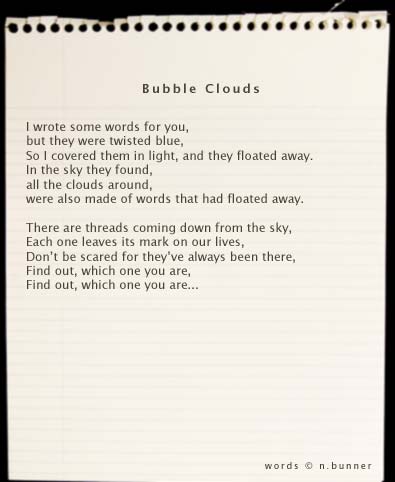 Bubble Clouds
I wrote some words for you,
but they were twisted blue,
So I covered them in light, and they floated away.
In the sky they found,
all the clouds around,
were also made of words that had floated away.
There are threads coming down from the sky,
Each one leaves its mark on our lives,
Don't be scared for they've always been there,
Find out, which one you are,
Find out, which one you are...
words © n.bunner